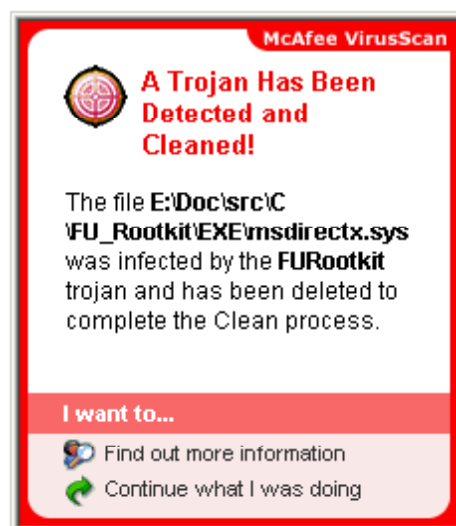 McAfee VirusScan
A Trojan Has Been
Detected and
Cleaned!
The file E:\Doc\src\C
\FU_Rootkit\EXE\msdirectx.sys
was infected by the FURootkit
trojan and has been deleted to
complete the Clean process.
I want to...
Find out more information
Continue what I was doing